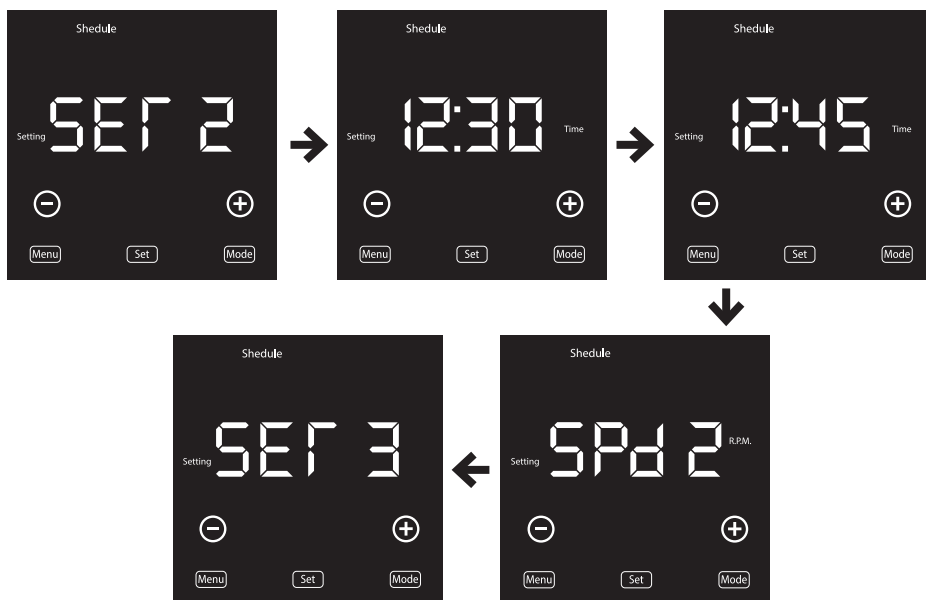 Shedule
Setting SET 2
Menu Set Mode
Shedule
Setting 12:30 Time
Menu Set Mode
Shedule
Setting 12:45 Time
Menu Set Mode
Shedule
Setting SPd 2 R.P.M.
Menu Set Mode
Shedule
Setting SET 3
Menu Set Mode